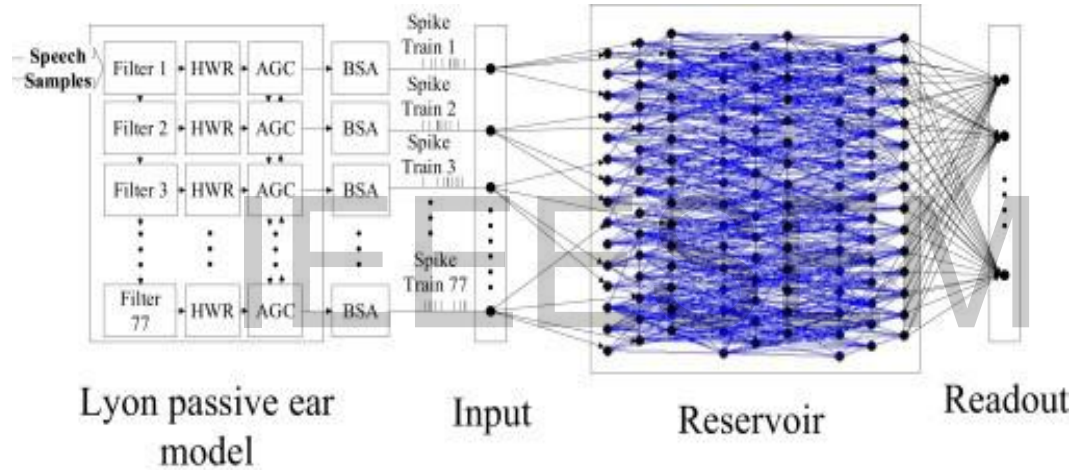 Speech
Samples
Filter 1
HWR
AGC
BSA
Spike
Train 1
Filter 2
HWR
AGC
BSA
Spike
Train 2
Filter 3
HWR
AGC
BSA
Spike
Train 3
Filter
77
HWR
AGC
BSA
Spike
Train 77
Lyon passive ear
model
Input
Reservoir
Readout